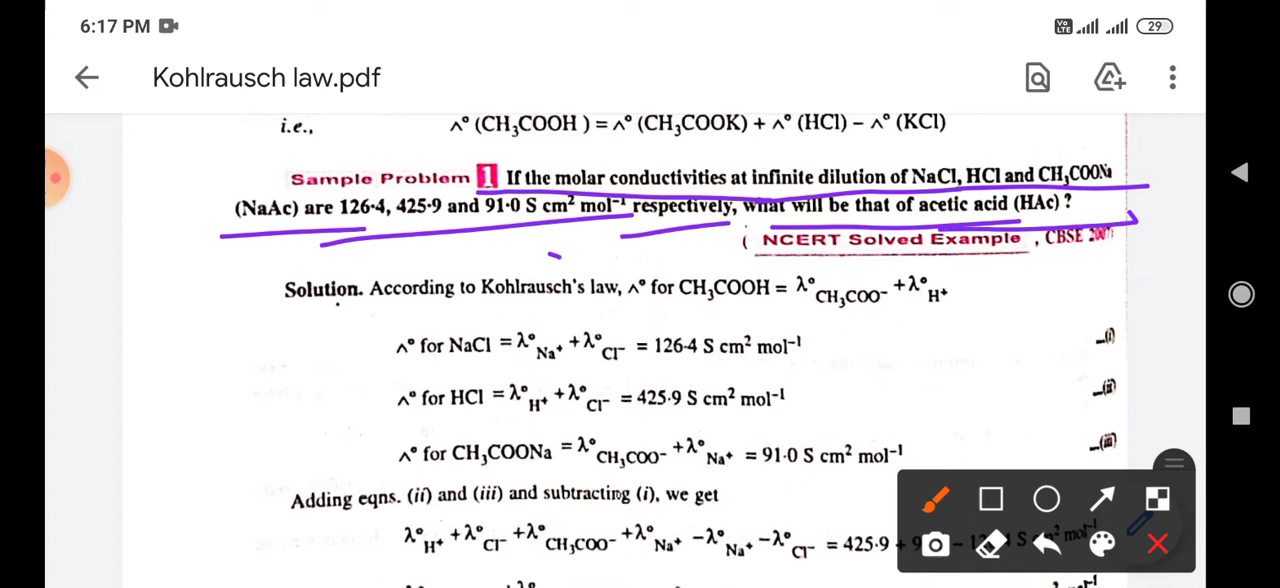 6:17 PM
Vo LTE 29
Kohlrausch law.pdf
i.e., ʌ° (CH₃COOH ) = ʌ° (CH₃COOK) + ʌ° (HCl) − ʌ° (KCl)
Sample Problem 1 If the molar conductivities at infinite dilution of NaCl, HCl and CH₃COONa
(NaAc) are 126·4, 425·9 and 91·0 S cm² mol⁻¹ respectively, what will be that of acetic acid (HAc) ?
( NCERT Solved Example , CBSE
Solution. According to Kohlrausch's law, ʌ° for CH₃COOH = λ°CH₃COO⁻ + λ°H⁺
ʌ° for NaCl = λ°Na⁺ + λ°Cl⁻ = 126·4 S cm² mol⁻¹ ...(i)
ʌ° for HCl = λ°H⁺ + λ°Cl⁻ = 425·9 S cm² mol⁻¹ ...(ii)
ʌ° for CH₃COONa = λ°CH₃COO⁻ + λ°Na⁺ = 91·0 S cm² mol⁻¹ ...(iii)
Adding eqns. (ii) and (iii) and subtracting (i), we get
λ°H⁺ + λ°Cl⁻ + λ°CH₃COO⁻ + λ°Na⁺ − λ°Na⁺ − λ°Cl⁻ = 425·9 +